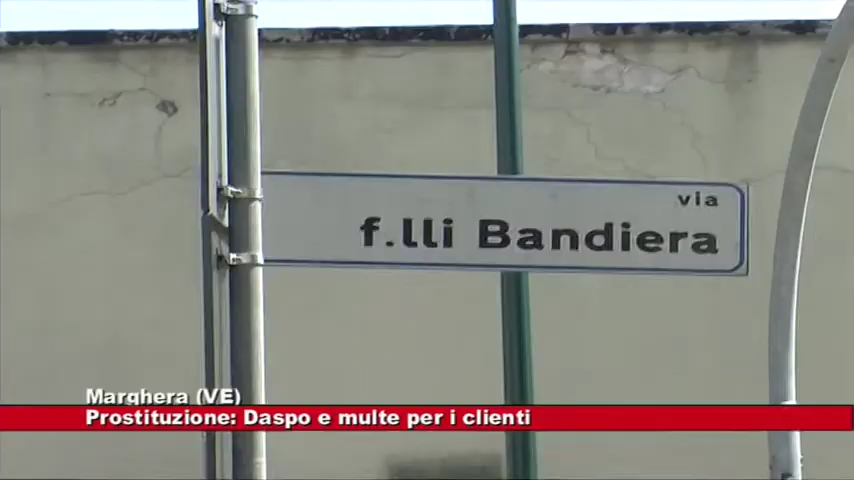 via
f.lli Bandiera
Marghera (VE)
Prostituzione: Daspo e multe per i clienti